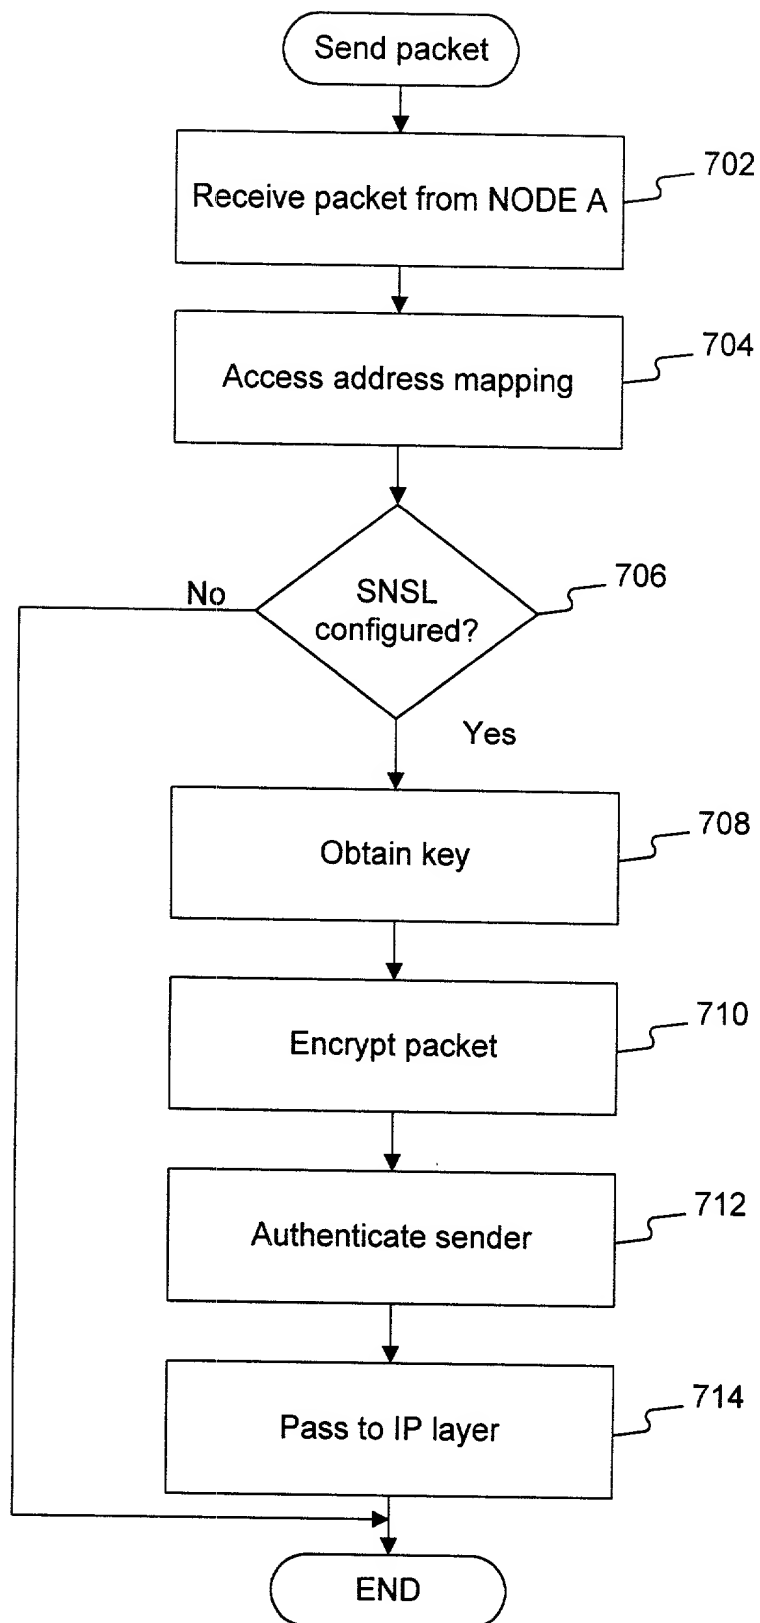 Send packet
Receive packet from NODE A
702
Access address mapping
704
SNSL
configured?
706
No
Yes
Obtain key
708
Encrypt packet
710
Authenticate sender
712
Pass to IP layer
714
END